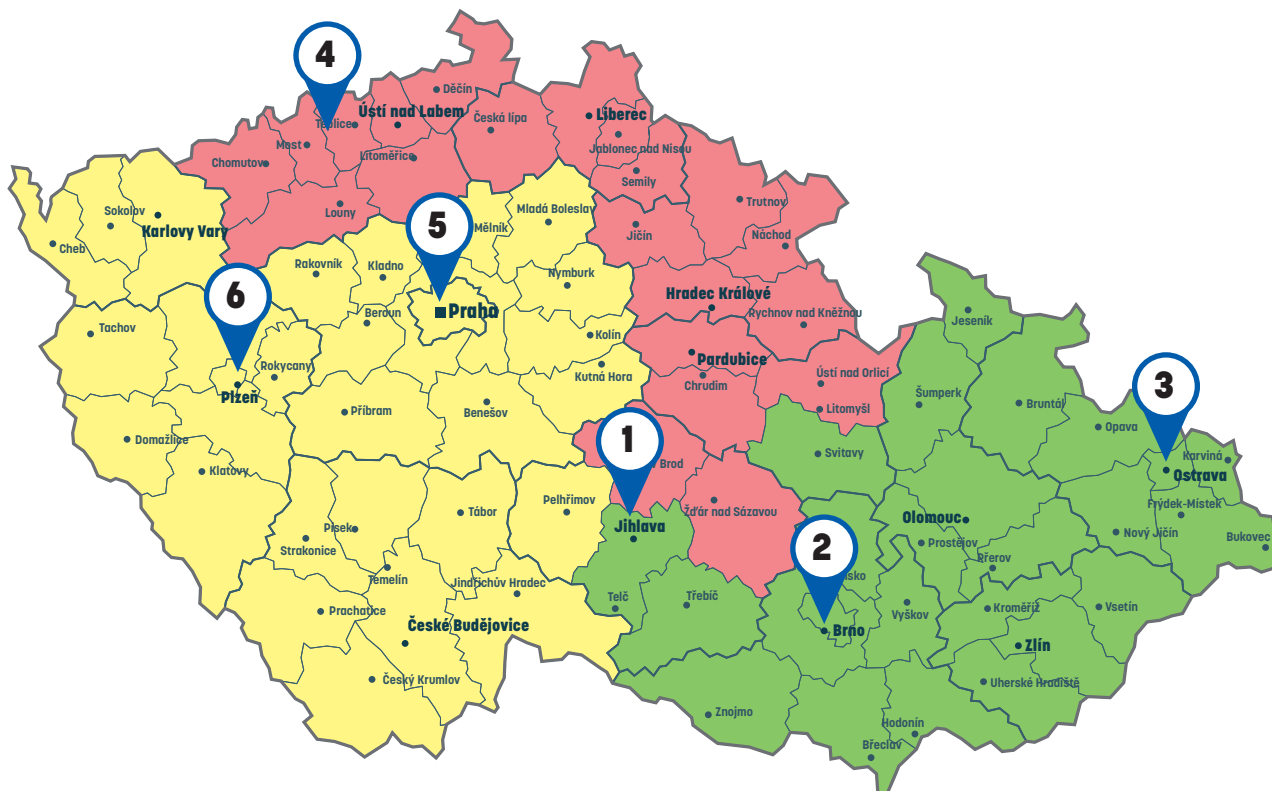 4
Děčín
Ústí nad Labem
Teplice
Česká lípa
Liberec
Most
Jablonec nad Nisou
Chomutov
Litoměřice
Semily
Trutnov
Louny
Sokolov
Karlovy Vary
Cheb
5
Mělník
Mladá Boleslav
Jičín
Náchod
Rakovník
Kladno
Nymburk
6
Hradec Králové
Rychnov nad Kněžnou
Beroun
Praha
Jeseník
Tachov
Kolín
Pardubice
Rokycany
Kutná Hora
Chrudim
Ústí nad Orlicí
3
Plzeň
Šumperk
Bruntál
Příbram
Benešov
Litomyšl
Opava
Domažlice
1
Brod
Svitavy
Karviná
Klatovy
Ostrava
Pelhřimov
Žďár nad Sázavou
Frýdek-Místek
Tábor
Olomouc
Písek
Jihlava
Nový Jičín
Bukovec
Strakonice
2
Prostějov
Přerov
Temelín
Jindřichův Hradec
sko
Telč
Třebíč
Prachatice
Vyškov
Kroměříž
Vsetín
České Budějovice
Brno
Zlín
Český Krumlov
Uherské Hradiště
Znojmo
Hodonín
Břeclav